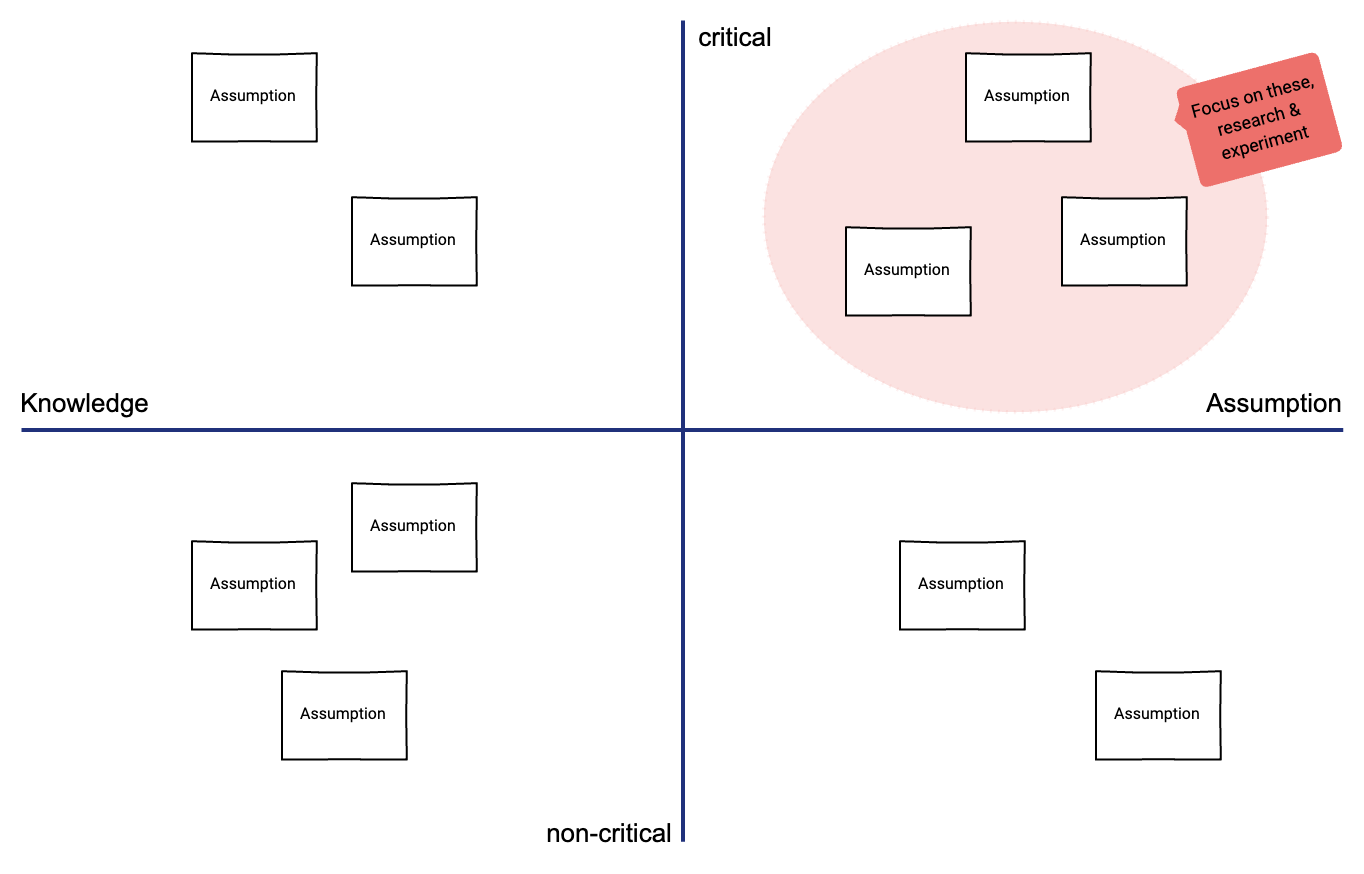 critical
Assumption
Assumption
Focus on these,
research &
experiment
Assumption
Assumption
Assumption
Knowledge
Assumption
Assumption
Assumption
Assumption
Assumption
Assumption
non-critical